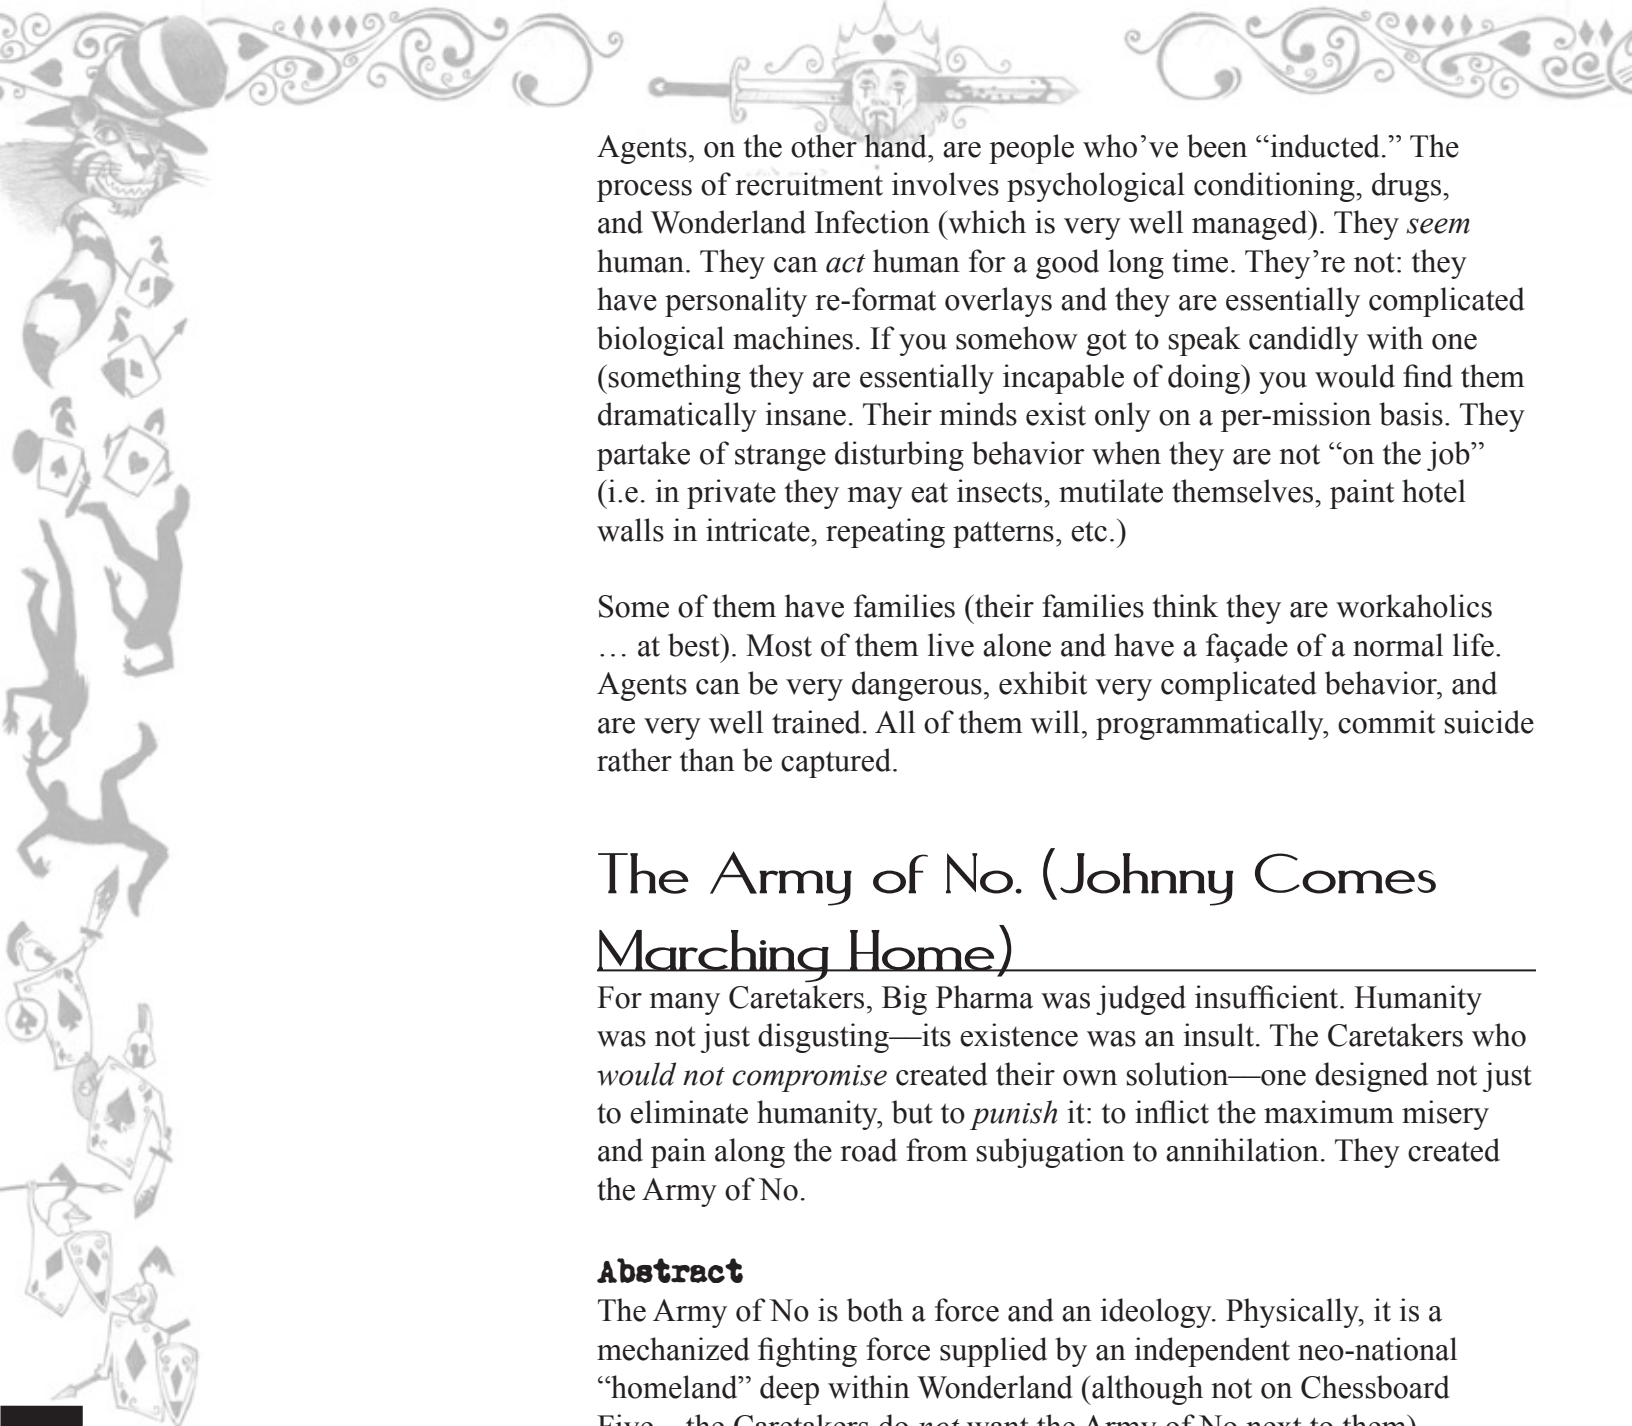 Agents, on the other hand, are people who’ve been “inducted.” The
process of recruitment involves psychological conditioning, drugs,
and Wonderland Infection (which is very well managed). They seem
human. They can act human for a good long time. They’re not: they
have personality re-format overlays and they are essentially complicated
biological machines. If you somehow got to speak candidly with one
(something they are essentially incapable of doing) you would find them
dramatically insane. Their minds exist only on a per-mission basis. They
partake of strange disturbing behavior when they are not “on the job”
(i.e. in private they may eat insects, mutilate themselves, paint hotel
walls in intricate, repeating patterns, etc.)
Some of them have families (their families think they are workaholics
… at best). Most of them live alone and have a façade of a normal life.
Agents can be very dangerous, exhibit very complicated behavior, and
are very well trained. All of them will, programmatically, commit suicide
rather than be captured.
The Army of No. (Johnny Comes
Marching Home)
For many Caretakers, Big Pharma was judged insufficient. Humanity
was not just disgusting—its existence was an insult. The Caretakers who
would not compromise created their own solution—one designed not just
to eliminate humanity, but to punish it: to inflict the maximum misery
and pain along the road from subjugation to annihilation. They created
the Army of No.
Abstract
The Army of No is both a force and an ideology. Physically, it is a
mechanized fighting force supplied by an independent neo-national
“homeland” deep within Wonderland (although not on Chessboard
Five—the Caretakers do not want the Army of No next to them)